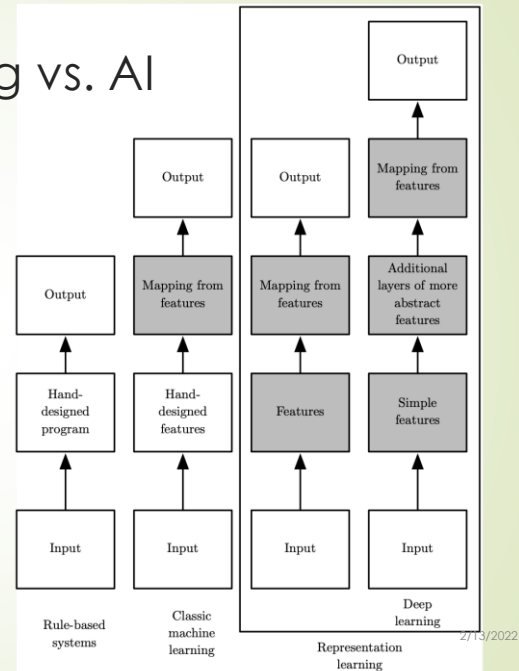 g vs. AI
Output
Mapping from
features
Additional
layers of more
abstract
features
Simple
features
Input
Deep
learning
Output
Mapping from
features
Features
Input
Representation
learning
Output
Mapping from
features
Hand-
designed
features
Input
Classic
machine
learning
Output
Hand-
designed
program
Input
Rule-based
systems
2/13/2022